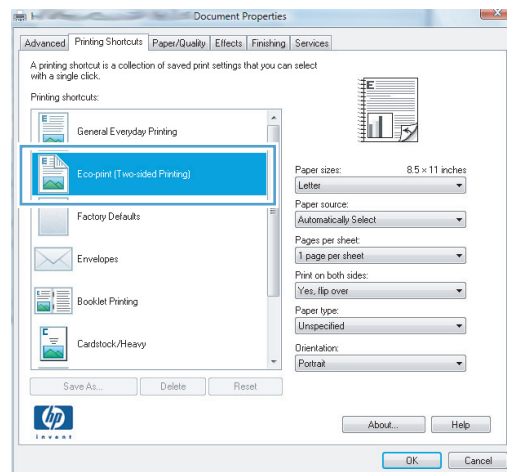 Document Properties
Advanced Printing Shortcuts Paper/Quality Effects Finishing Services
A printing shortcut is a collection of saved print settings that you can select
with a single click.
Printing shortcuts:
General Everyday Printing
Eco-print (Two-sided Printing)
Factory Defaults
Envelopes
Booklet Printing
Cardstock/Heavy
Save As... Delete Reset
E
Paper sizes: 8.5 × 11 inches
Letter
Paper source:
Automatically Select
Pages per sheet:
1 page per sheet
Print on both sides:
Yes, flip over
Paper type:
Unspecified
Orientation:
Portrait
hp
invent
About... Help
OK Cancel